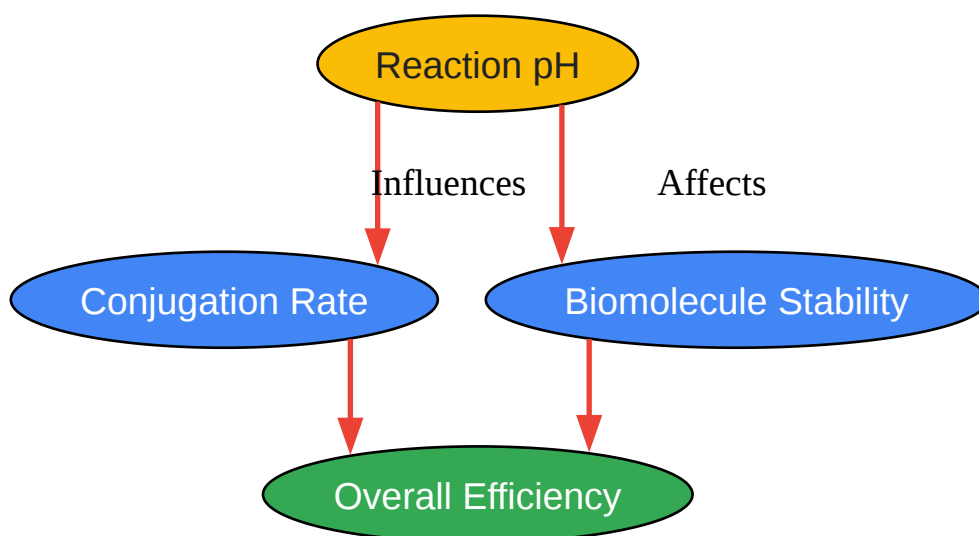 Reaction pH
Influences
Affects
Conjugation Rate
Biomolecule Stability
Overall Efficiency